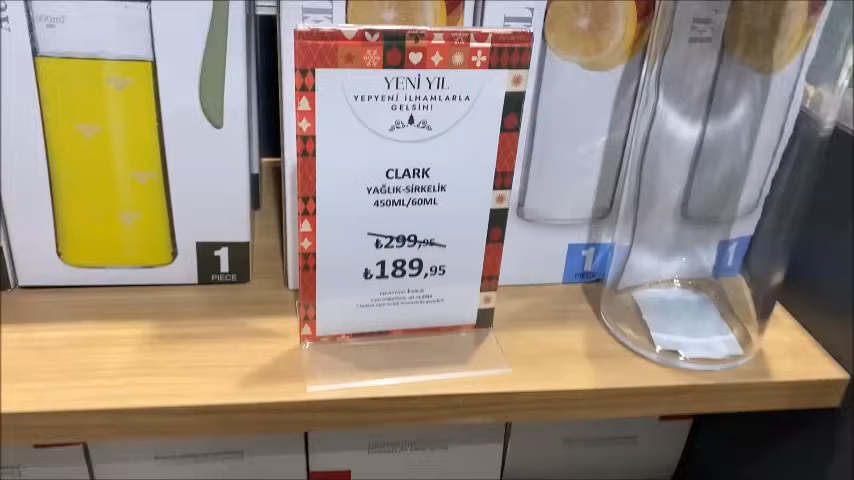 YENİ YIL
YEPYENİ İLHAMLARLA
GELSİN!
CLARK
YAĞLIK-SİRKELİK
450ML/60ML
₺299,95
₺189,95
1
PIECE
1
1